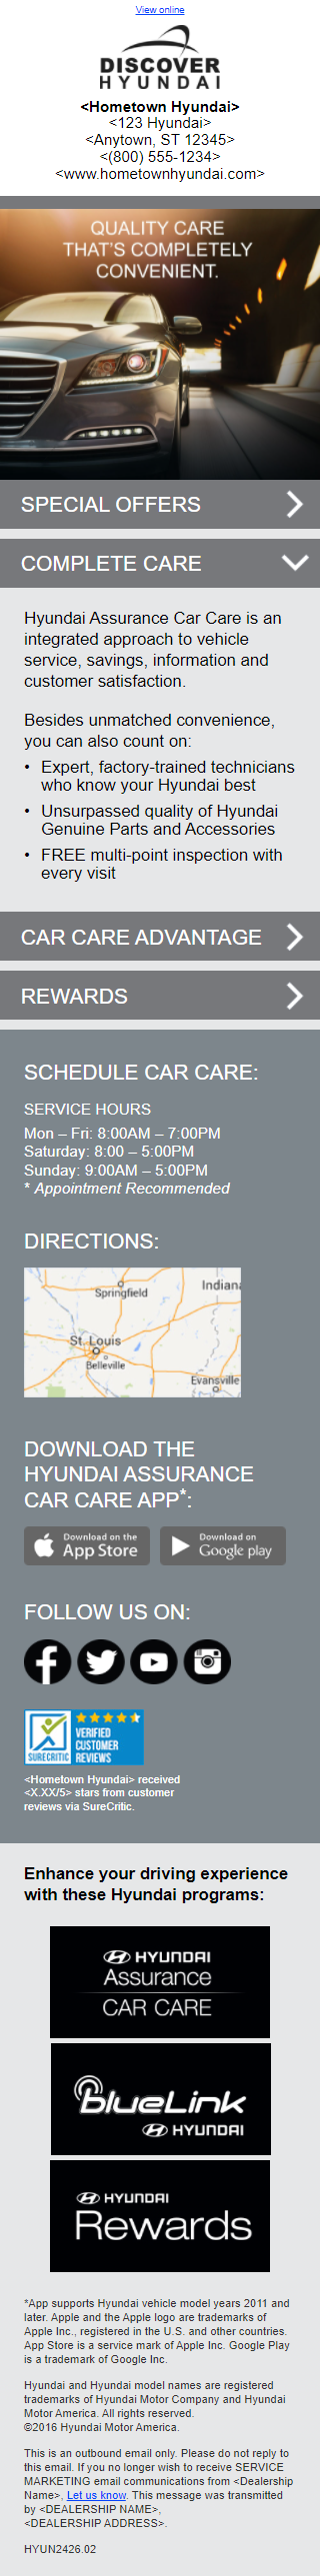 View online
DISCOVER
HYUNDAI
<Hometown Hyundai>
<123 Hyundai>
<Anytown, ST 12345>
<(800) 555-1234>
<www.hometownhyundai.com>
QUALITY CARE
THAT'S COMPLETELY
CONVENIENT.
SPECIAL OFFERS
COMPLETE CARE
Hyundai Assurance Car Care is an
integrated approach to vehicle
service, savings, information and
customer satisfaction.
Besides unmatched convenience,
you can also count on:
• Expert, factory-trained technicians
who know your Hyundai best
• Unsurpassed quality of Hyundai
Genuine Parts and Accessories
• FREE multi-point inspection with
every visit
CAR CARE ADVANTAGE
REWARDS
SCHEDULE CAR CARE:
SERVICE HOURS
Mon – Fri: 8:00AM – 7:00PM
Saturday: 8:00 – 5:00PM
Sunday: 9:00AM – 5:00PM
* Appointment Recommended
DIRECTIONS:
Springfield
Indiana
St. Louis
Belleville
Evansville
DOWNLOAD THE
HYUNDAI ASSURANCE
CAR CARE APP*:
Download on the
App Store
Download on
Google play
FOLLOW US ON:
SURECRITIC
VERIFIED
CUSTOMER
REVIEWS
<Hometown Hyundai> received
<X.XX/5> stars from customer
reviews via SureCritic.
Enhance your driving experience
with these Hyundai programs:
HYUNDAI
Assurance
CAR CARE
blueLink
HYUNDAI
HYUNDAI
Rewards
*App supports Hyundai vehicle model years 2011 and
later. Apple and the Apple logo are trademarks of
Apple Inc., registered in the U.S. and other countries.
App Store is a service mark of Apple Inc. Google Play
is a trademark of Google Inc.
Hyundai and Hyundai model names are registered
trademarks of Hyundai Motor Company and Hyundai
Motor America. All rights reserved.
©2016 Hyundai Motor America.
This is an outbound email only. Please do not reply to
this email. If you no longer wish to receive SERVICE
MARKETING email communications from <Dealership
Name>, Let us know. This message was transmitted
by <DEALERSHIP NAME>,
<DEALERSHIP ADDRESS>.
HYUN2426.02